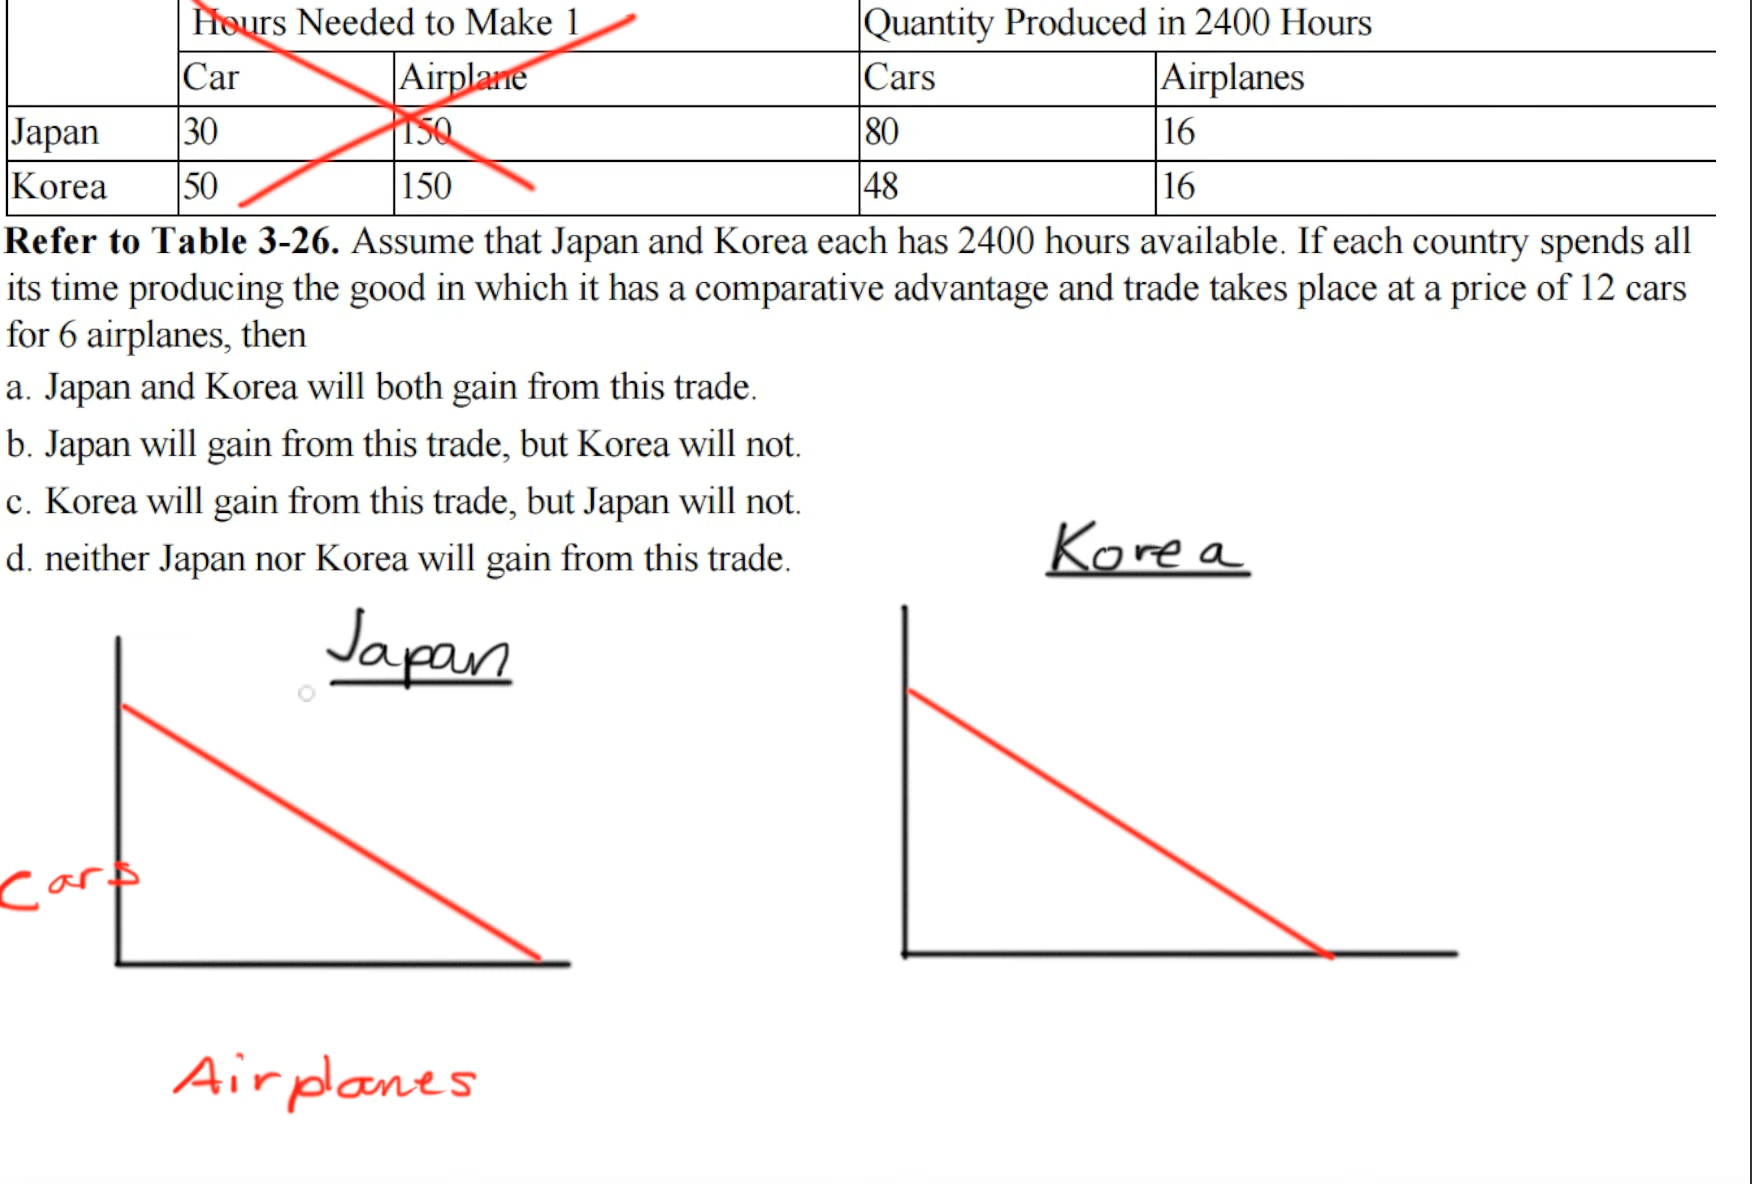 Hours Needed to Make 1 Quantity Produced in 2400 Hours
Car Airplane Cars Airplanes
Japan 30 150 80 16
Korea 50 150 48 16
Refer to Table 3-26. Assume that Japan and Korea each has 2400 hours available. If each country spends all
its time producing the good in which it has a comparative advantage and trade takes place at a price of 12 cars
for 6 airplanes, then
a. Japan and Korea will both gain from this trade.
b. Japan will gain from this trade, but Korea will not.
c. Korea will gain from this trade, but Japan will not.
d. neither Japan nor Korea will gain from this trade.
Korea
Japan
Cars
Airplanes